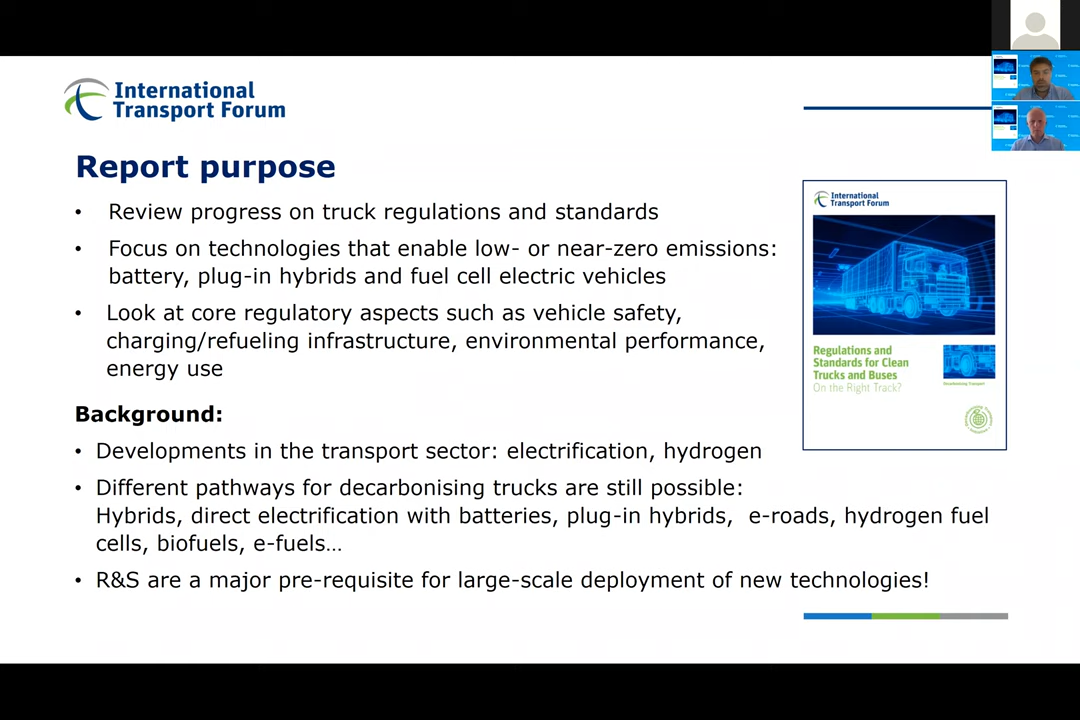 International
Transport Forum
Report purpose
• Review progress on truck regulations and standards
• Focus on technologies that enable low- or near-zero emissions:
battery, plug-in hybrids and fuel cell electric vehicles
• Look at core regulatory aspects such as vehicle safety,
charging/refueling infrastructure, environmental performance,
energy use
Background:
• Developments in the transport sector: electrification, hydrogen
• Different pathways for decarbonising trucks are still possible:
Hybrids, direct electrification with batteries, plug-in hybrids, e-roads, hydrogen fuel
cells, biofuels, e-fuels…
• R&S are a major pre-requisite for large-scale deployment of new technologies!
International
Transport Forum
Regulations and
Standards for Clean
Trucks and Buses
On the Right Track?
Decarbonising Transport